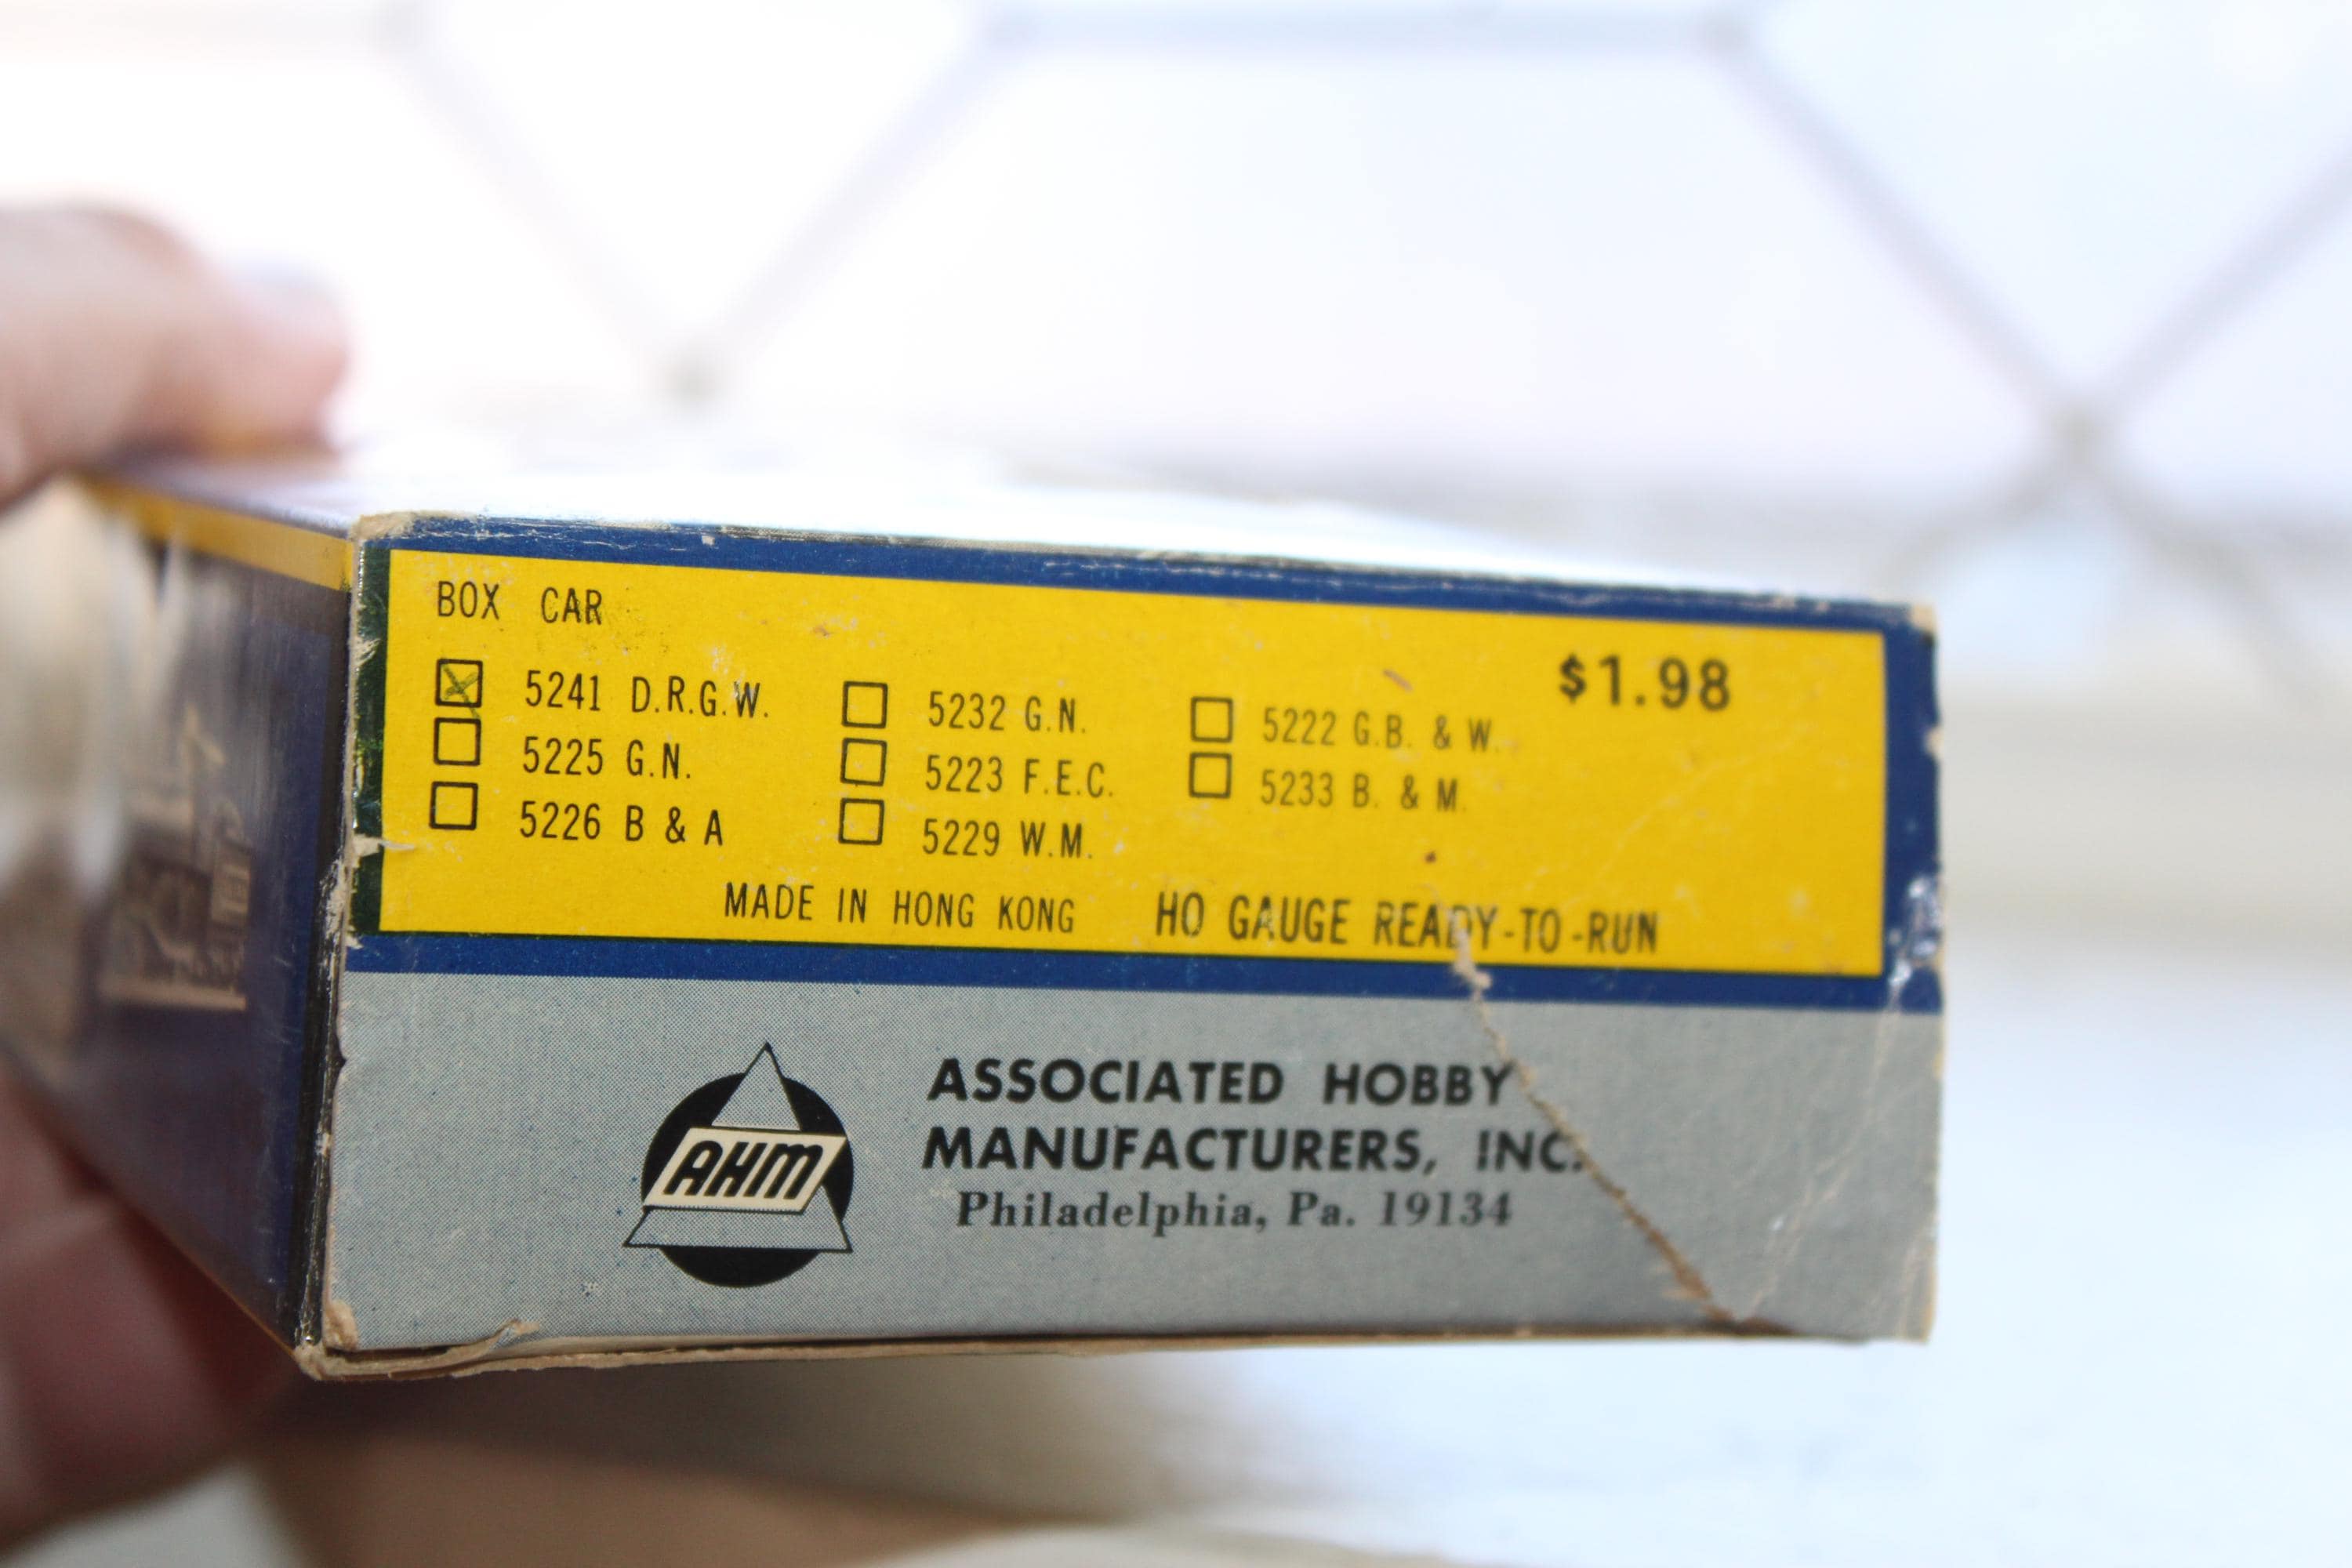 BOX CAR
$1.98
5241 D.R.G.W.
5225 G.N.
5226 B & A
5232 G.N.
5223 F.E.C.
5229 W.M.
5222 G.B. & W.
5233 B. & M.
MADE IN HONG KONG HO GAUGE READY-TO-RUN
AHM
ASSOCIATED HOBBY
MANUFACTURERS, INC.
Philadelphia, Pa. 19134